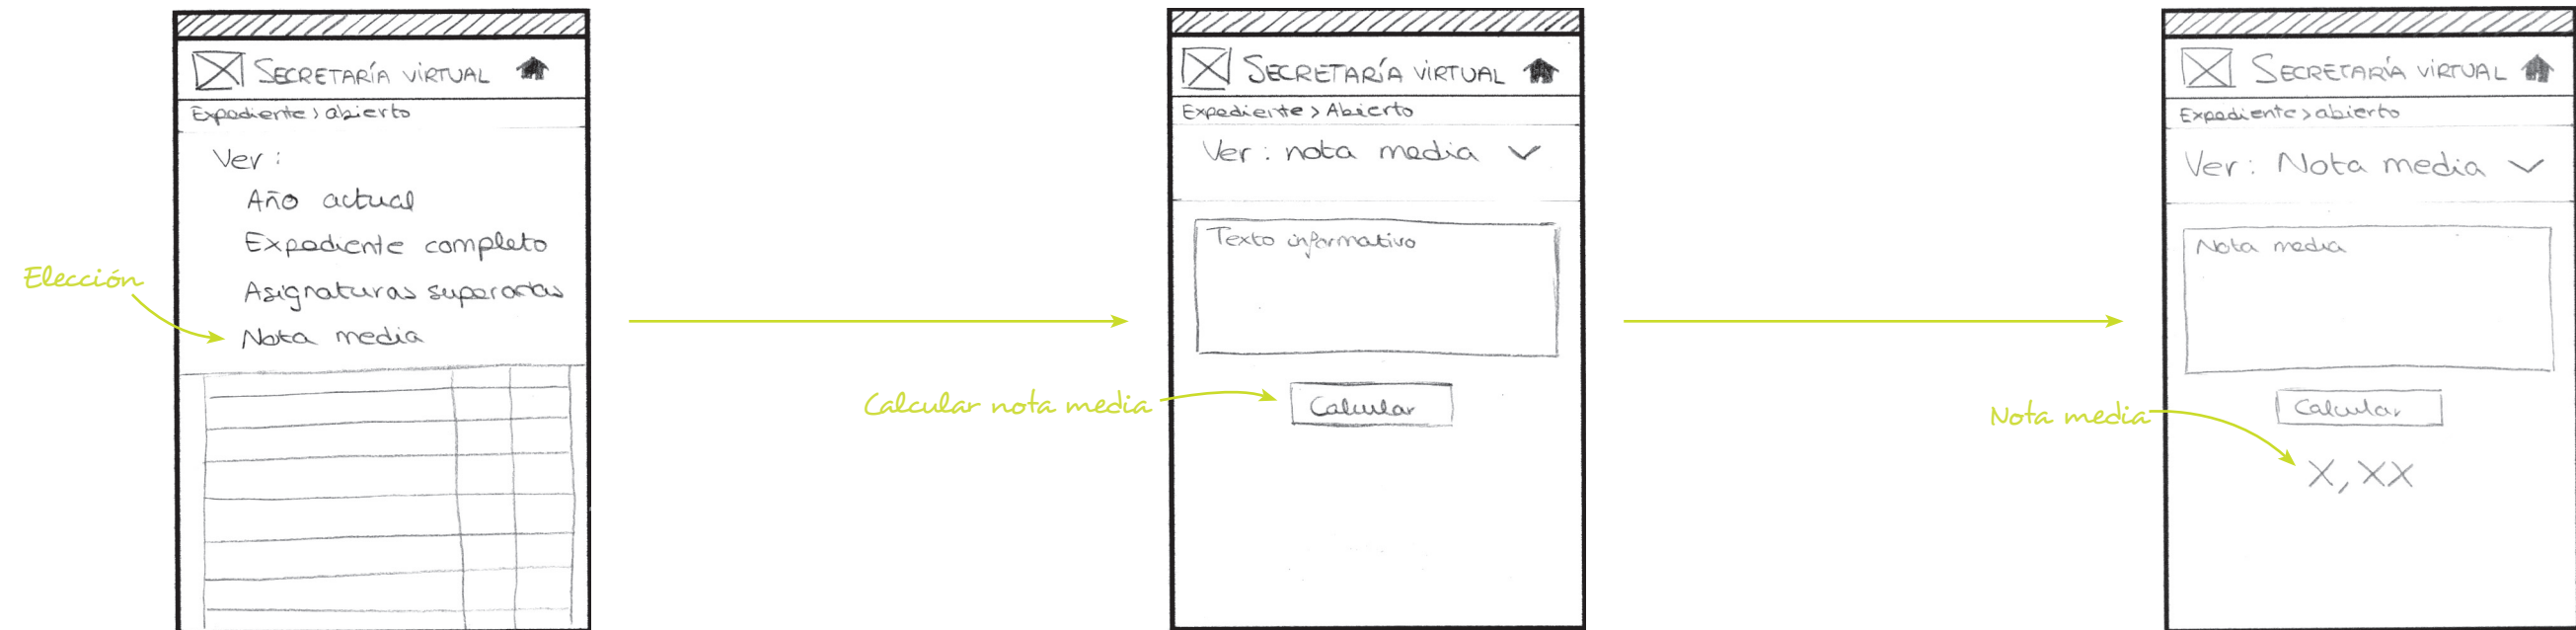 SECRETARÍA VIRTUAL
Expediente > abierto
Ver :
Año actual
Expediente completo
Asignaturas superadas
Nota media
Elección
SECRETARÍA VIRTUAL
Expediente > Abierto
Ver : nota media
Texto informativo
Calcular
Calcular nota media
SECRETARÍA VIRTUAL
Expediente > abierto
Ver : Nota media
Nota media
Calcular
Nota media
X,XX